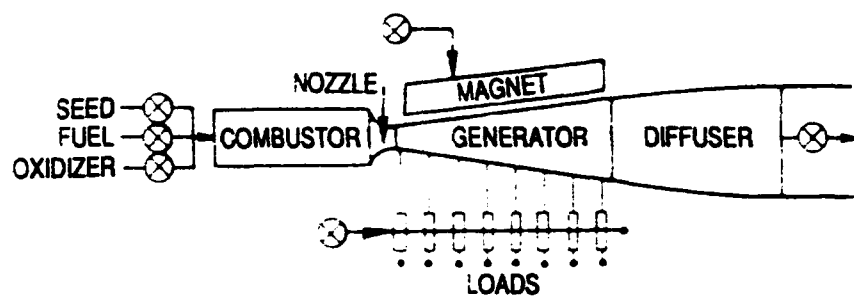 NOZZLE
MAGNET
SEED
FUEL
OXIDIZER
COMBUSTOR
GENERATOR
DIFFUSER
LOADS